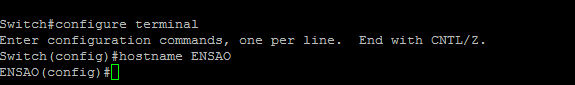 Switch#configure terminal
Enter configuration commands, one per line.  End with CNTL/Z.
Switch(config)#hostname ENSAO
ENSAO(config)#